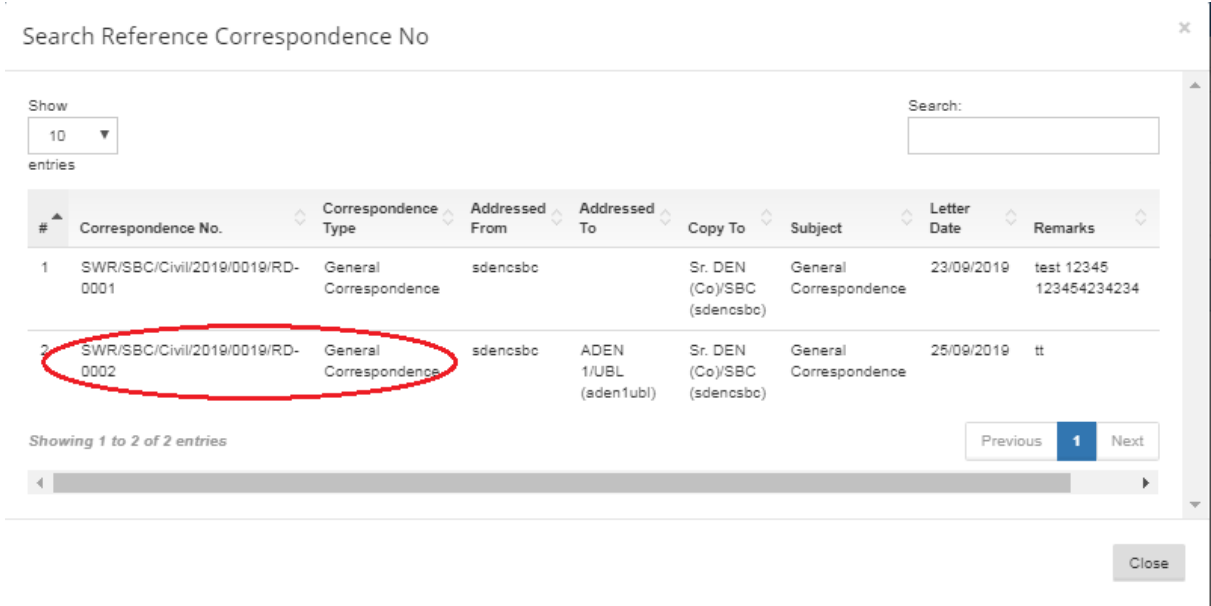 Search Reference Correspondence No
×
Show
Search:
10
entries
# Correspondence No. Correspondence Type Addressed From Addressed To Copy To Subject Letter Date Remarks
1 SWR/SBC/Civil/2019/0019/RD- General sdencsbc Sr. DEN General 23/09/2019 test 12345
0001 Correspondence (Co)/SBC Correspondence 123454234234
(sdencsbc)
2 SWR/SBC/Civil/2019/0019/RD- General sdencsbc ADEN Sr. DEN General 25/09/2019 tt
0002 Correspondence 1/UBL (Co)/SBC Correspondence
(aden1ubl) (sdencsbc)
Showing 1 to 2 of 2 entries
Previous 1 Next
Close